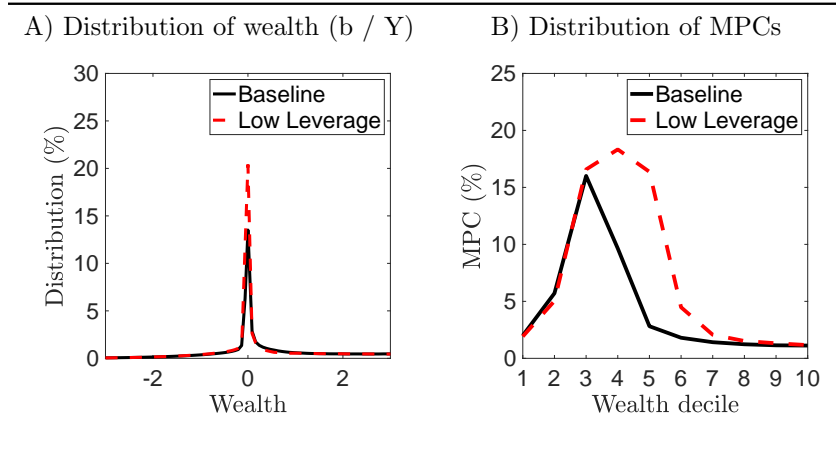 A) Distribution of wealth (b / Y)
30
25
20
15
10
5
0
Distribution (%)
Baseline
Low Leverage
-2
0
2
Wealth
B) Distribution of MPCs
25
20
15
10
5
0
MPC (%)
Baseline
Low Leverage
1 2 3 4 5 6 7 8 9 10
Wealth decile